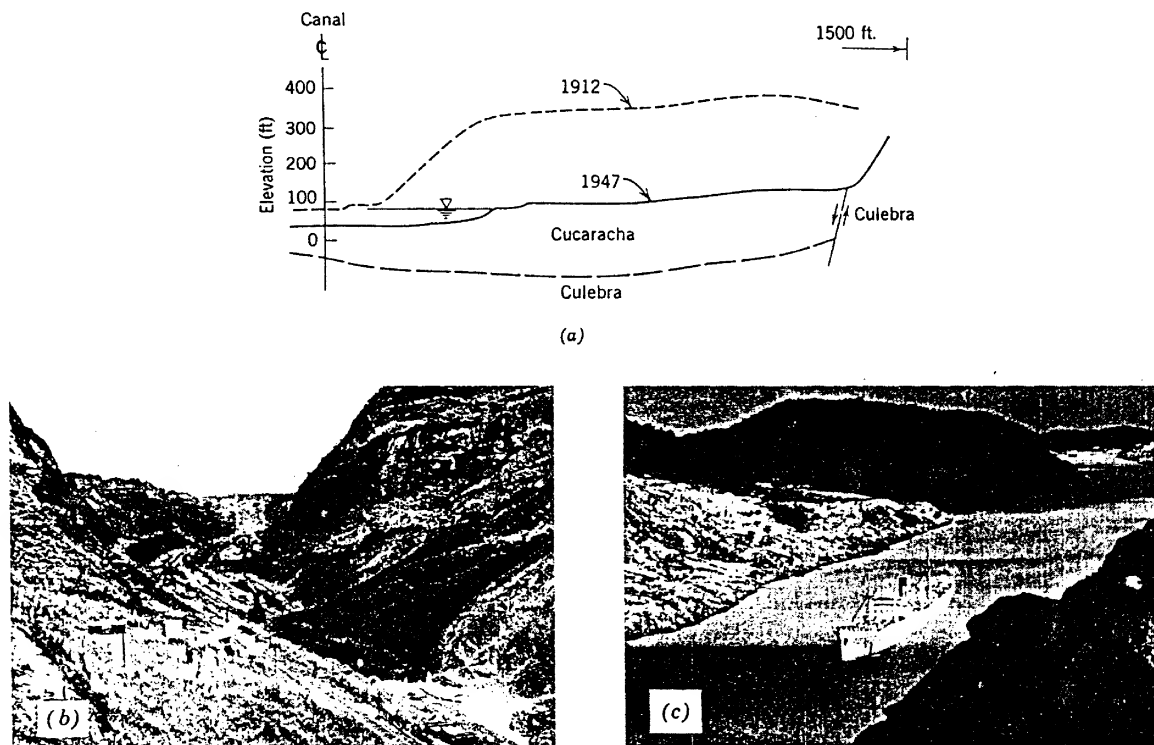 Canal
℄
1500 ft.
Elevation (ft)
400
300
200
100
0
1912
1947
Cucaracha
Culebra
Culebra
(a)
(b)
(c)